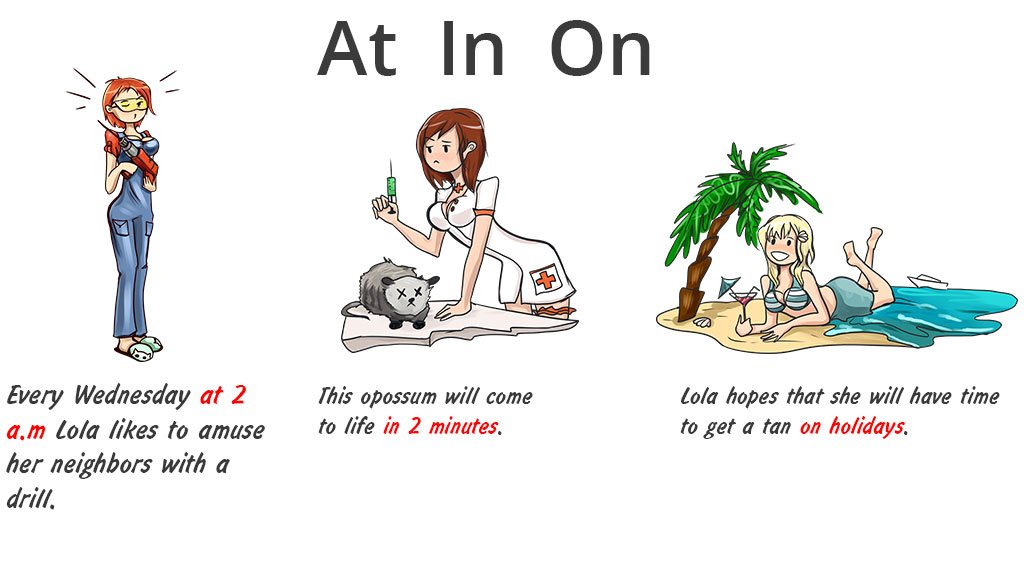 At In On
Every Wednesday at 2
a.m Lola likes to amuse
her neighbors with a
drill.
This opossum will come
to life in 2 minutes.
Lola hopes that she will have time
to get a tan on holidays.